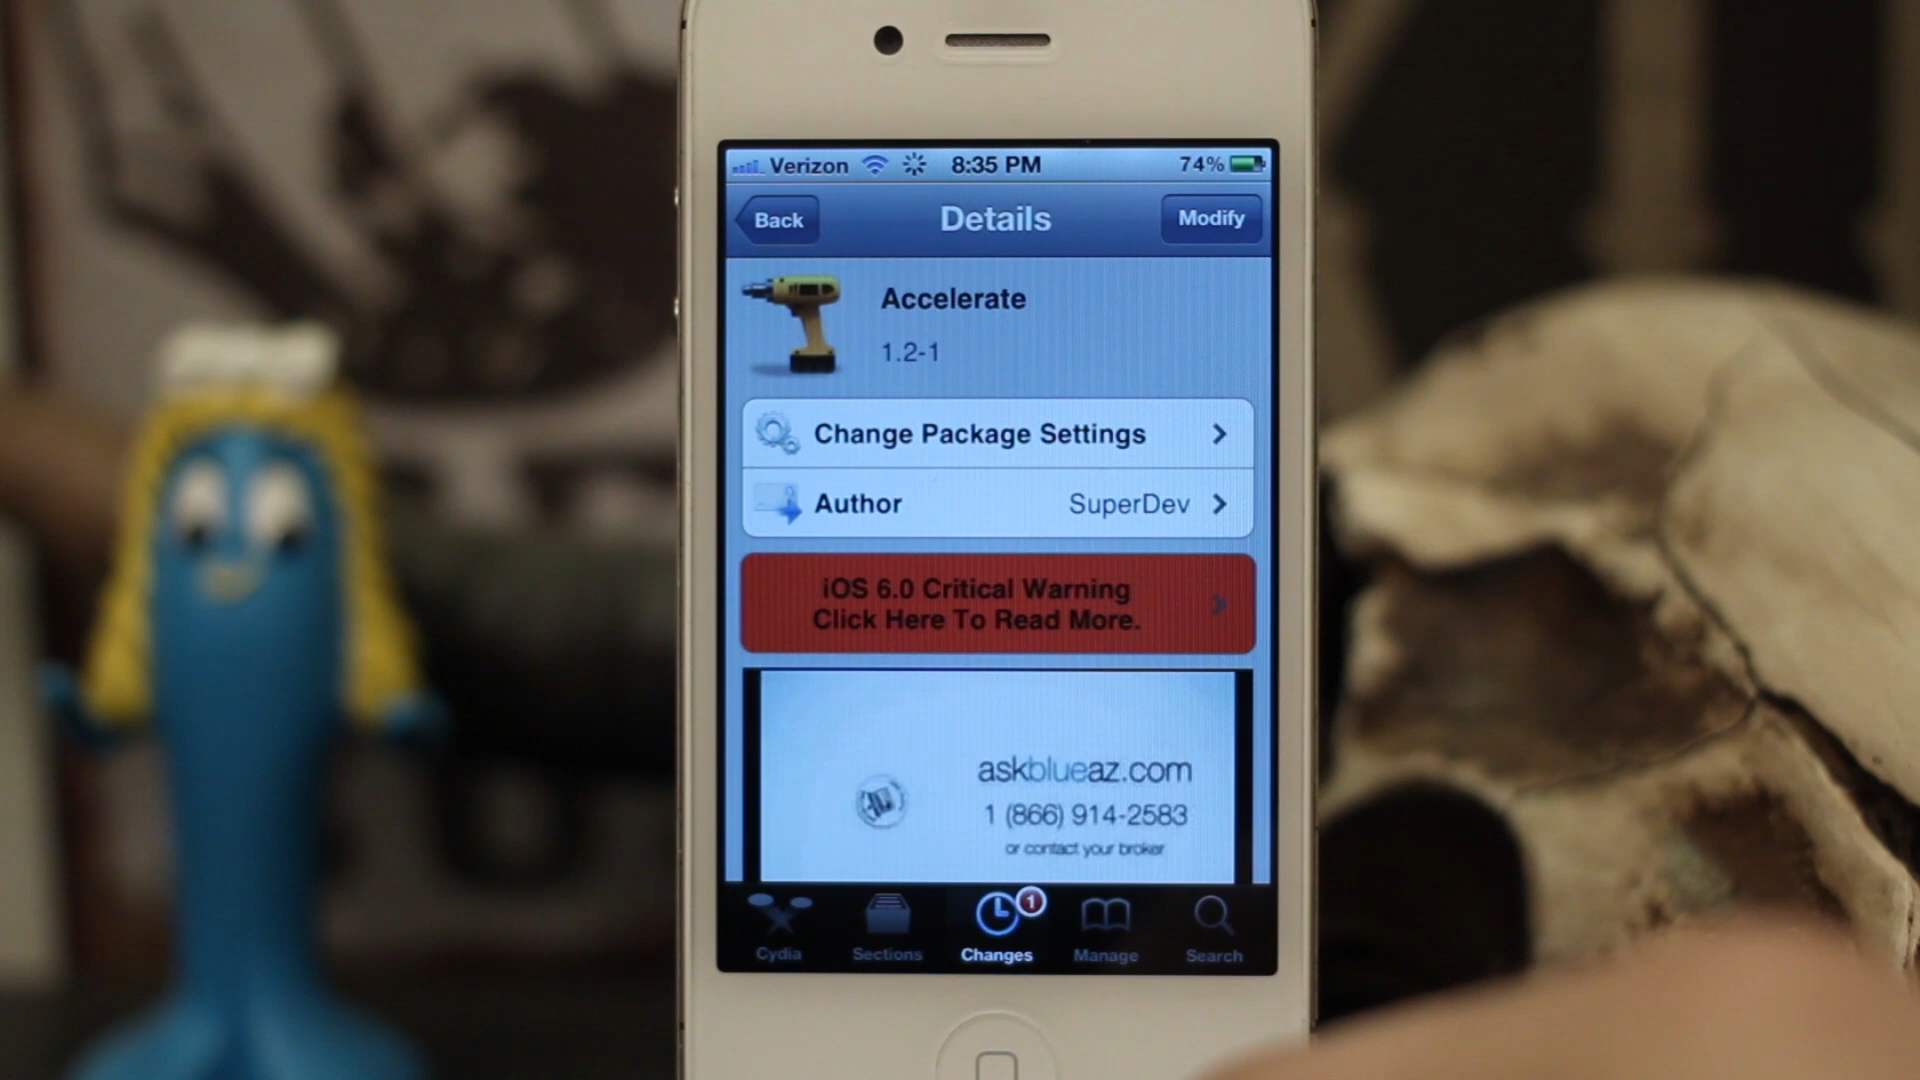 Verizon 8:35 PM 74%
Back Details Modify
Accelerate
1.2-1
Change Package Settings
Author SuperDev
iOS 6.0 Critical Warning
Click Here To Read More.
askblueaz.com
1 (866) 914-2583
or contact your broker
1
Cydia Sections Changes Manage Search